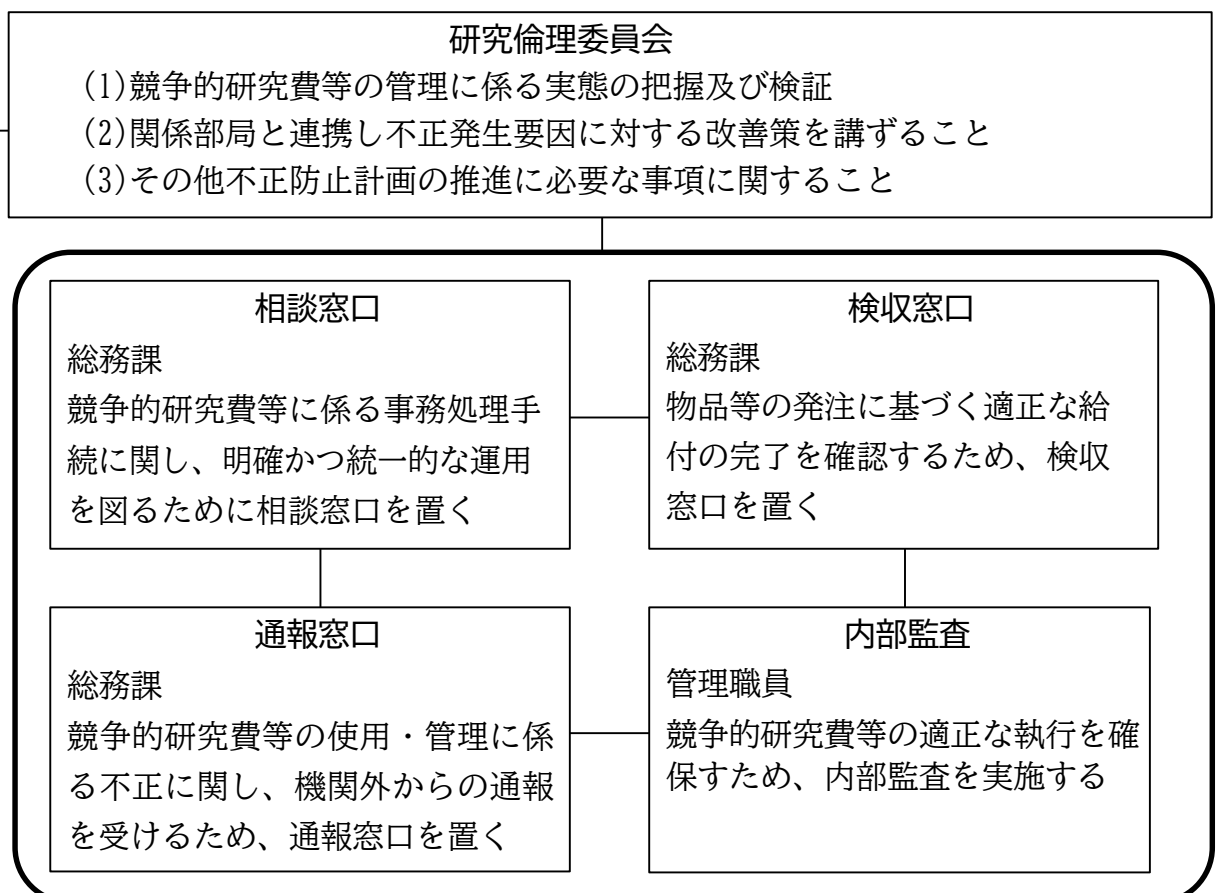 研究倫理委員会
(1)競争的研究費等の管理に係る実態の把握及び検証
(2)関係部局と連携し不正発生要因に対する改善策を講ずること
(3)その他不正防止計画の推進に必要な事項に関すること
相談窓口
総務課
競争的研究費等に係る事務処理手
続に関し、明確かつ統一的な運用
を図るために相談窓口を置く
検収窓口
総務課
物品等の発注に基づく適正な給
付の完了を確認するため、検収
窓口を置く
通報窓口
総務課
競争的研究費等の使用・管理に係
る不正に関し、機関外からの通報
を受けるため、通報窓口を置く
内部監査
管理職員
競争的研究費等の適正な執行を確
保すため、内部監査を実施する